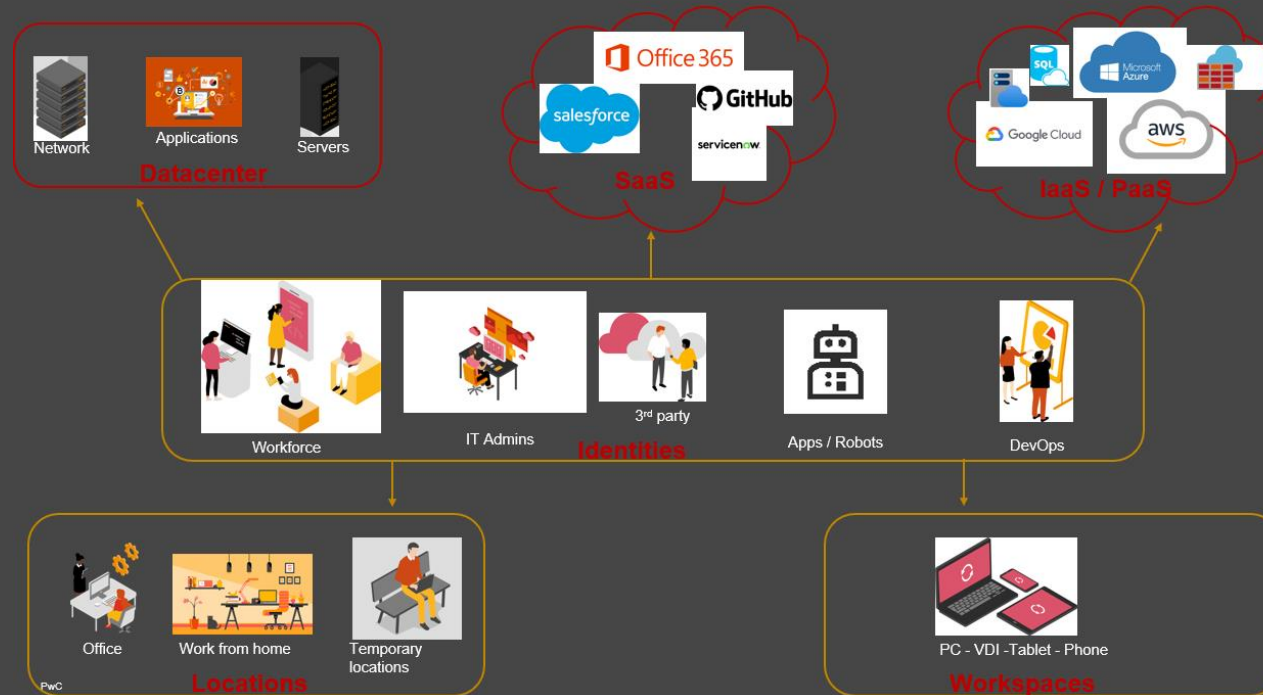 Network
Applications
Servers
Datacenter
Office 365
salesforce
GitHub
servicenow
SaaS
SQL
Microsoft
Azure
Google Cloud
aws
IaaS / PaaS
Workforce
IT Admins
3rd party
Apps / Robots
DevOps
Identities
Office
Work from home
Temporary
locations
PwC
Locations
PC - VDI -Tablet - Phone
Workspaces